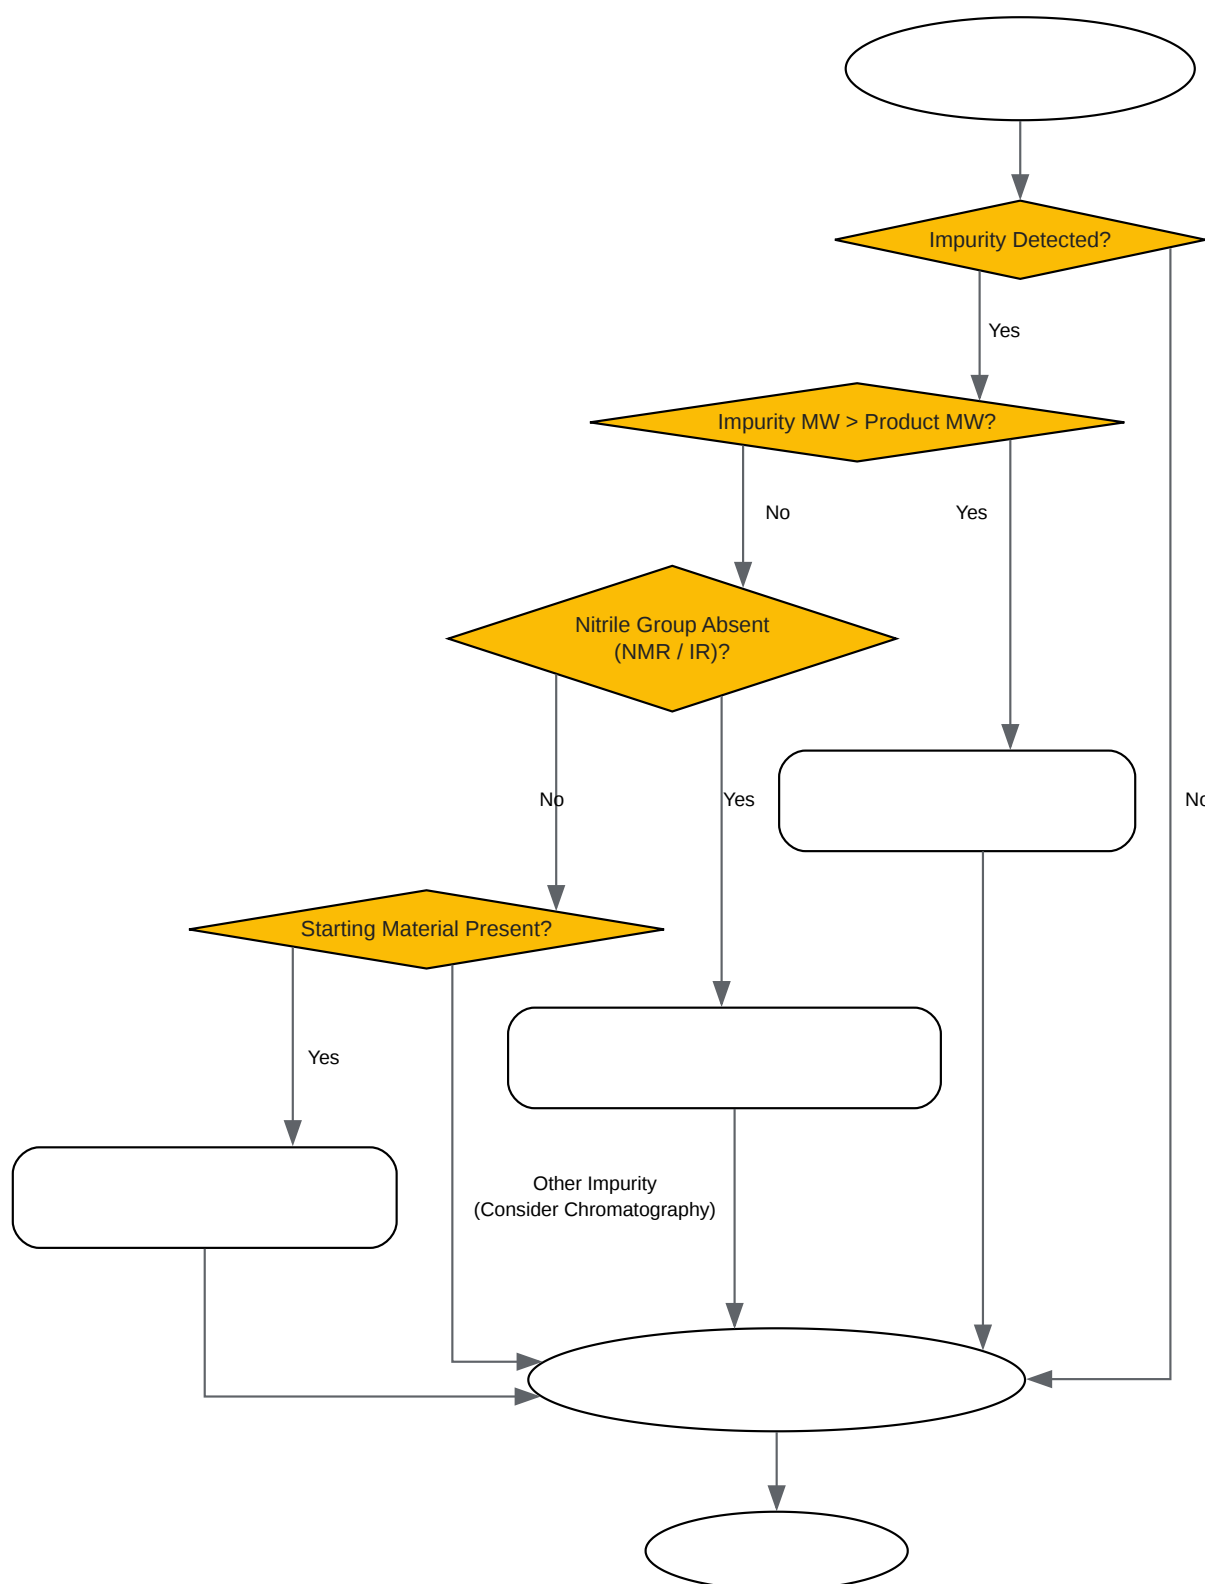 Impurity Detected?
Yes
Impurity MW > Product MW?
No
Yes
Nitrile Group Absent
(NMR / IR)?
No
Yes
No
Starting Material Present?
Yes
Other Impurity
(Consider Chromatography)